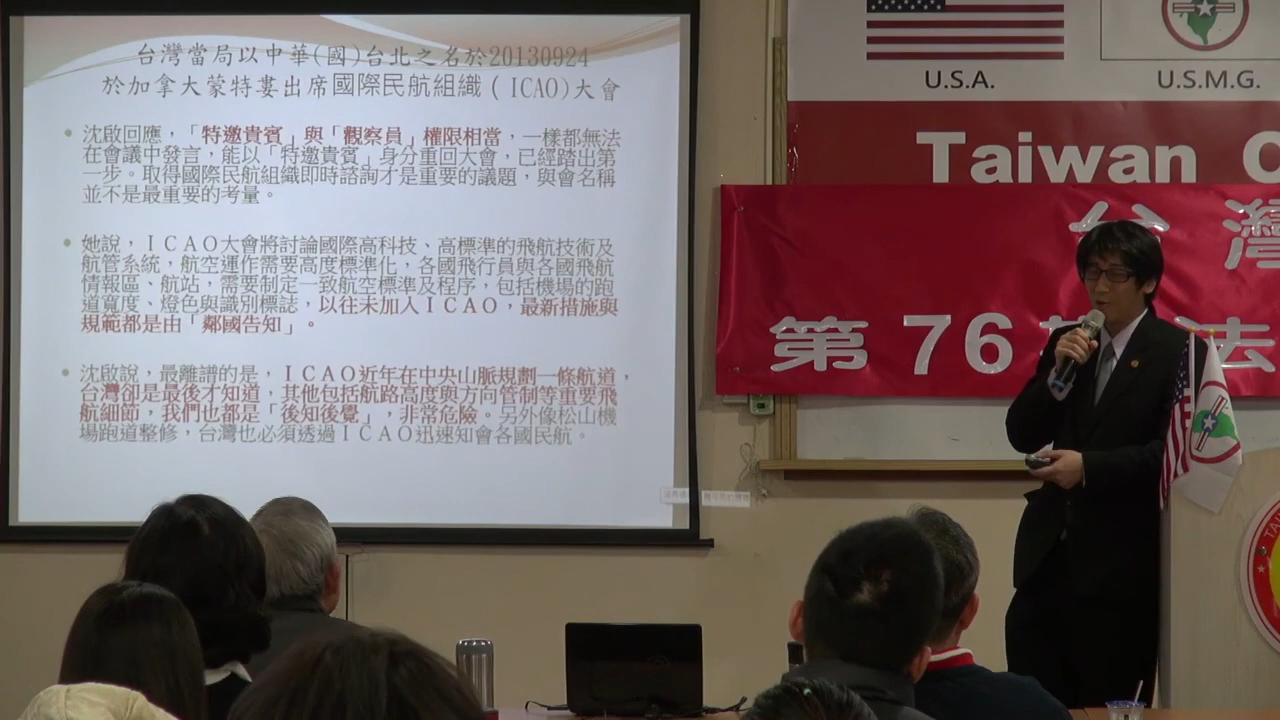 台灣當局以中華(國)台北之名於20130924
於加拿大蒙特婁出席國際民航組織(ICAO)大會
•沈啟回應,「特邀貴賓」與「觀察員」權限相當,一樣都無法
在會議中發言,能以「特邀貴賓」身分重回大會,已經踏出第
一步。取得國際民航組織即時諮詢才是重要的議題,與會名稱
並不是最重要的考量。
•她說,ICAO大會將討論國際高科技、高標準的飛航技術及
航管系統,航空運作需要高度標準化,各國飛行員與各國飛航
情報區、航站,需要制定一致航空標準及程序,包括機場的跑
道寬度、燈色與識別標誌,以往未加入ICAO,最新措施與
規範都是由「鄰國告知」。
•沈啟說,最離譜的是,ICAO近年在中央山脈規劃一條航道,
台灣卻是最後才知道,其他包括航路高度與方向管制等重要飛
航細節,我們也都是「後知後覺」,非常危險。另外像松山機
場跑道整修,台灣也必須透過ICAO迅速知會各國民航。
U.S.A.
U.S.M.G.
Taiwan C
台灣
第76
法
TA